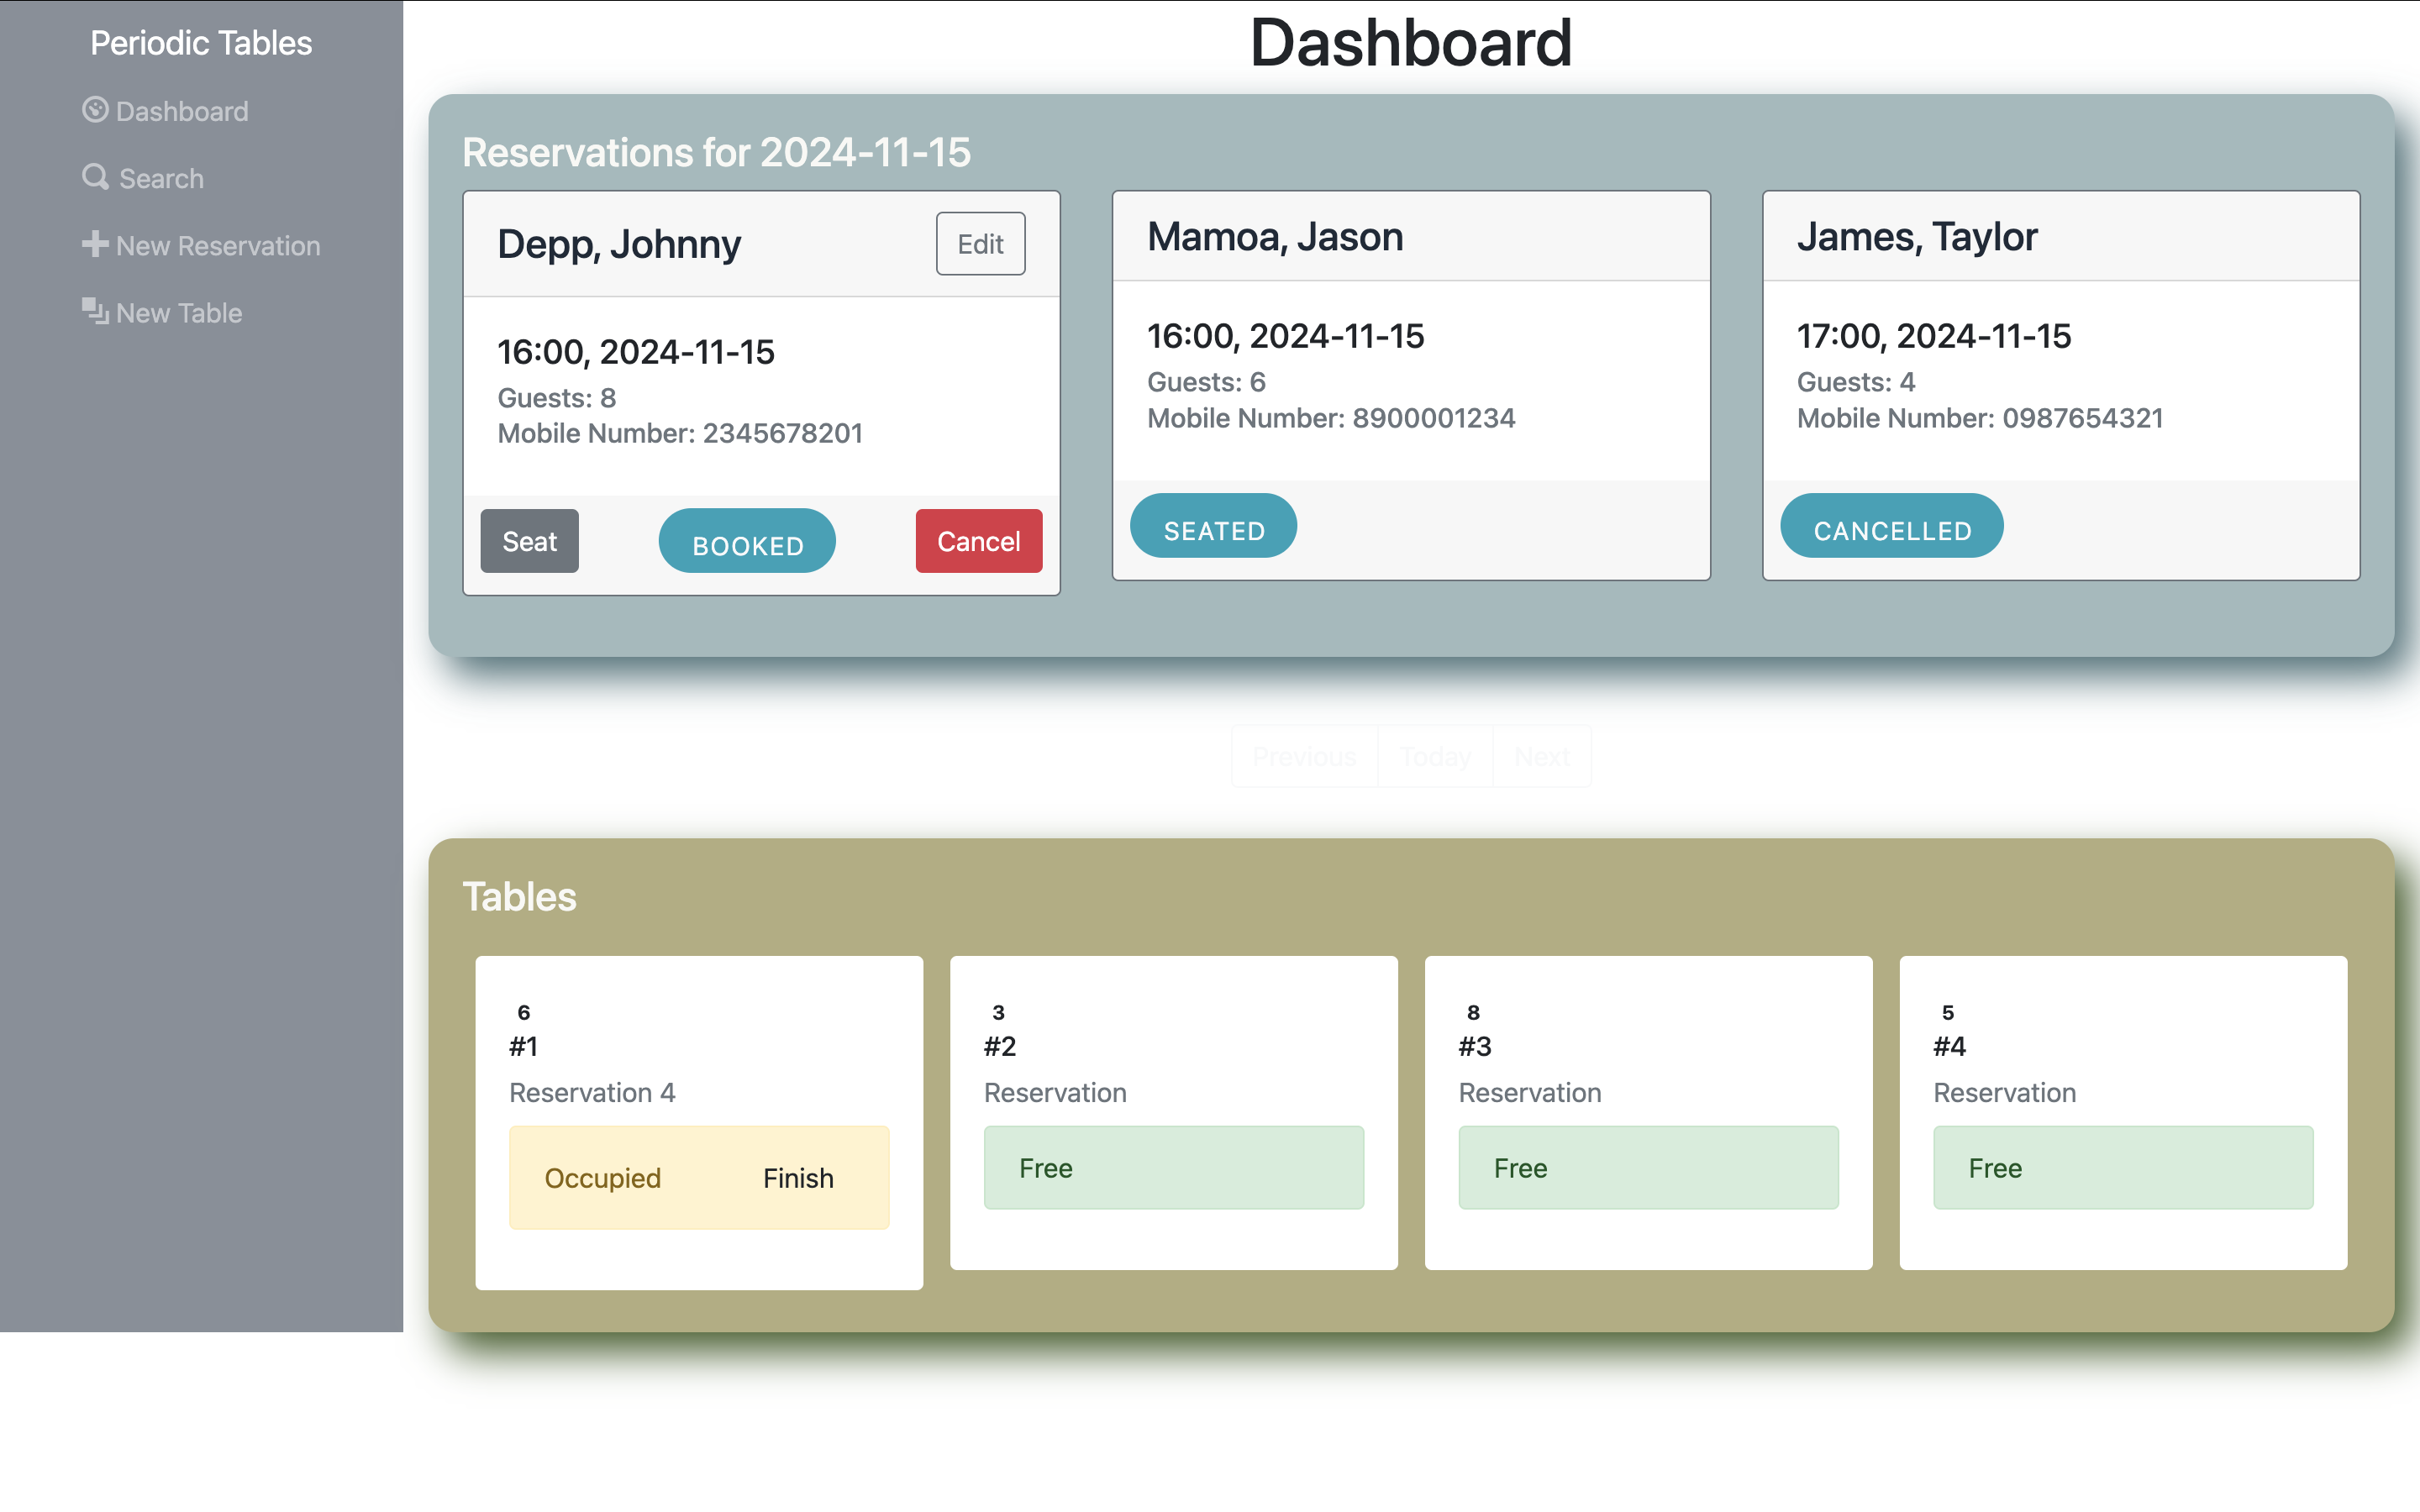 Periodic Tables
Dashboard
Search
New Reservation
New Table
Dashboard
Reservations for 2024-11-15
Depp, Johnny Edit
16:00, 2024-11-15
Guests: 8
Mobile Number: 2345678201
Seat BOOKED Cancel
Mamoa, Jason
16:00, 2024-11-15
Guests: 6
Mobile Number: 8900001234
SEATED
James, Taylor
17:00, 2024-11-15
Guests: 4
Mobile Number: 0987654321
CANCELLED
Previous Today Next
Tables
6
#1
Reservation 4
Occupied Finish
3
#2
Reservation
Free
8
#3
Reservation
Free
5
#4
Reservation
Free